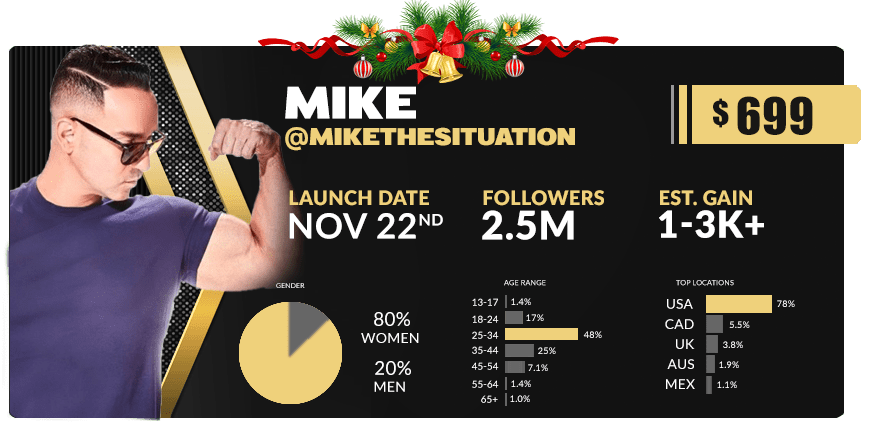 MIKE
@MIKETHESITUATION
$ 699
LAUNCH DATE
NOV 22ND
FOLLOWERS
2.5M
EST. GAIN
1-3K+
GENDER
80%
WOMEN
20%
MEN
AGE RANGE
13-17 1.4%
18-24 17%
25-34 48%
35-44 25%
45-54 7.1%
55-64 1.4%
65+ 1.0%
TOP LOCATIONS
USA 78%
CAD 5.5%
UK 3.8%
AUS 1.9%
MEX 1.1%